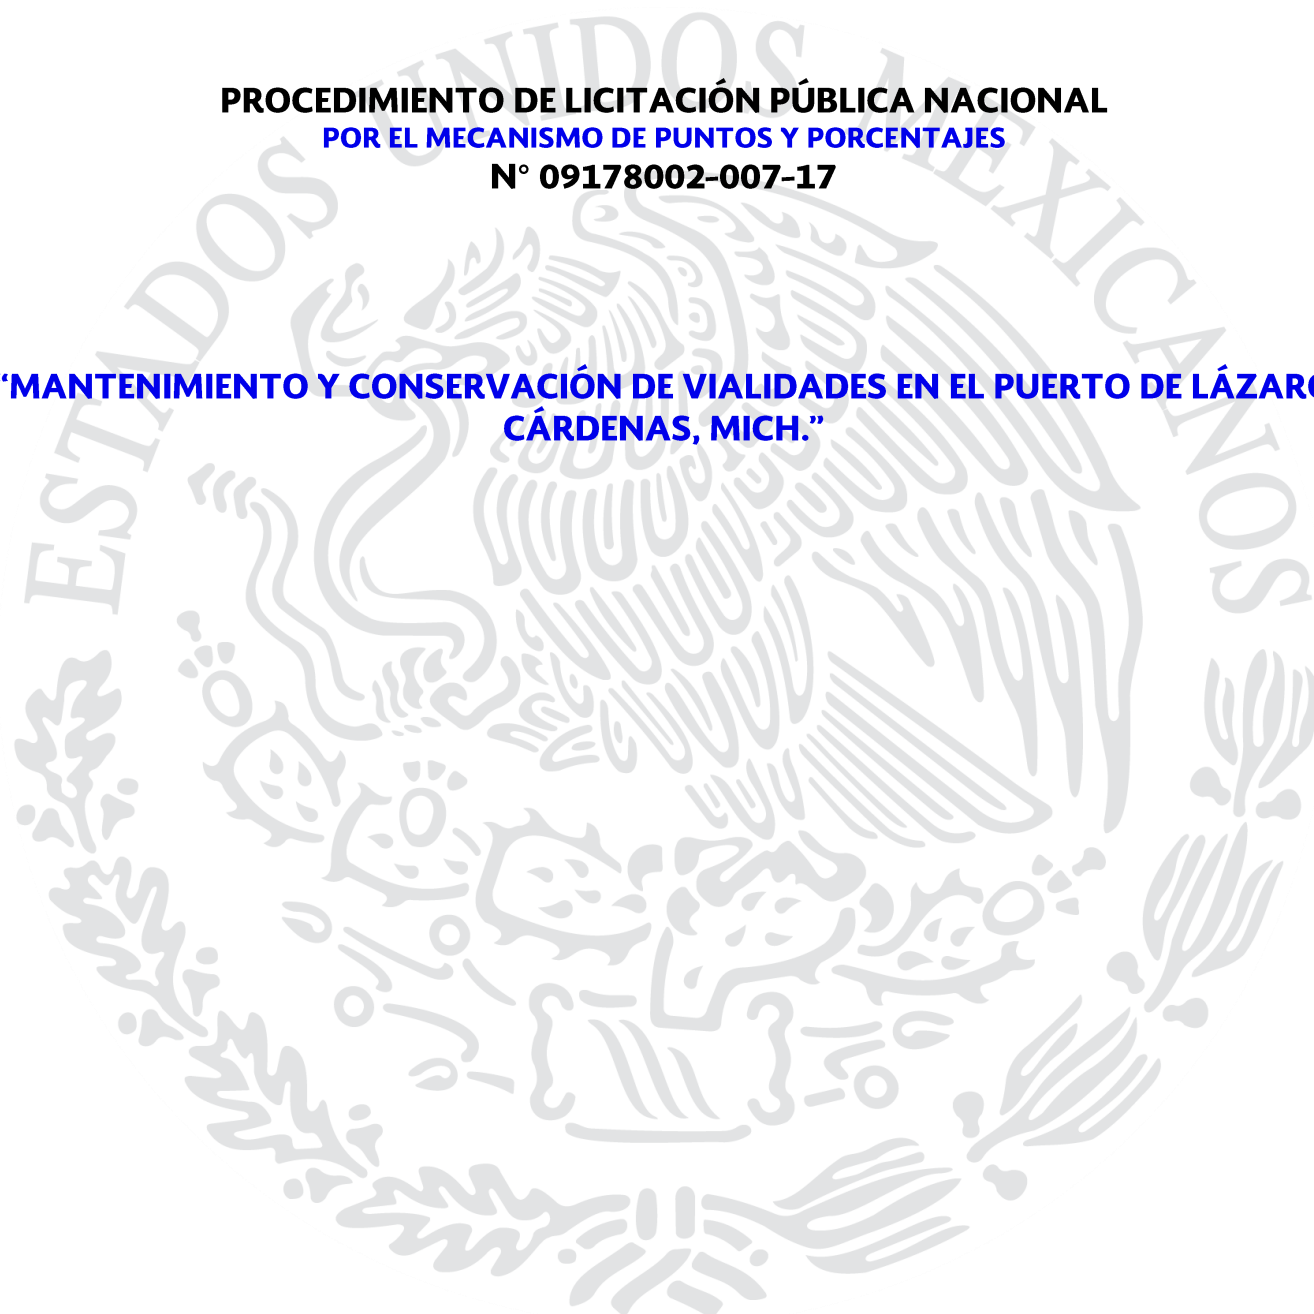 ESTADOS UNIDOS MEXICANOS
PROCEDIMIENTO DE LICITACIÓN PÚBLICA NACIONAL
POR EL MECANISMO DE PUNTOS Y PORCENTAJES
N° 09178002-007-17
“MANTENIMIENTO Y CONSERVACIÓN DE VIALIDADES EN EL PUERTO DE LÁZARO
CÁRDENAS, MICH.”